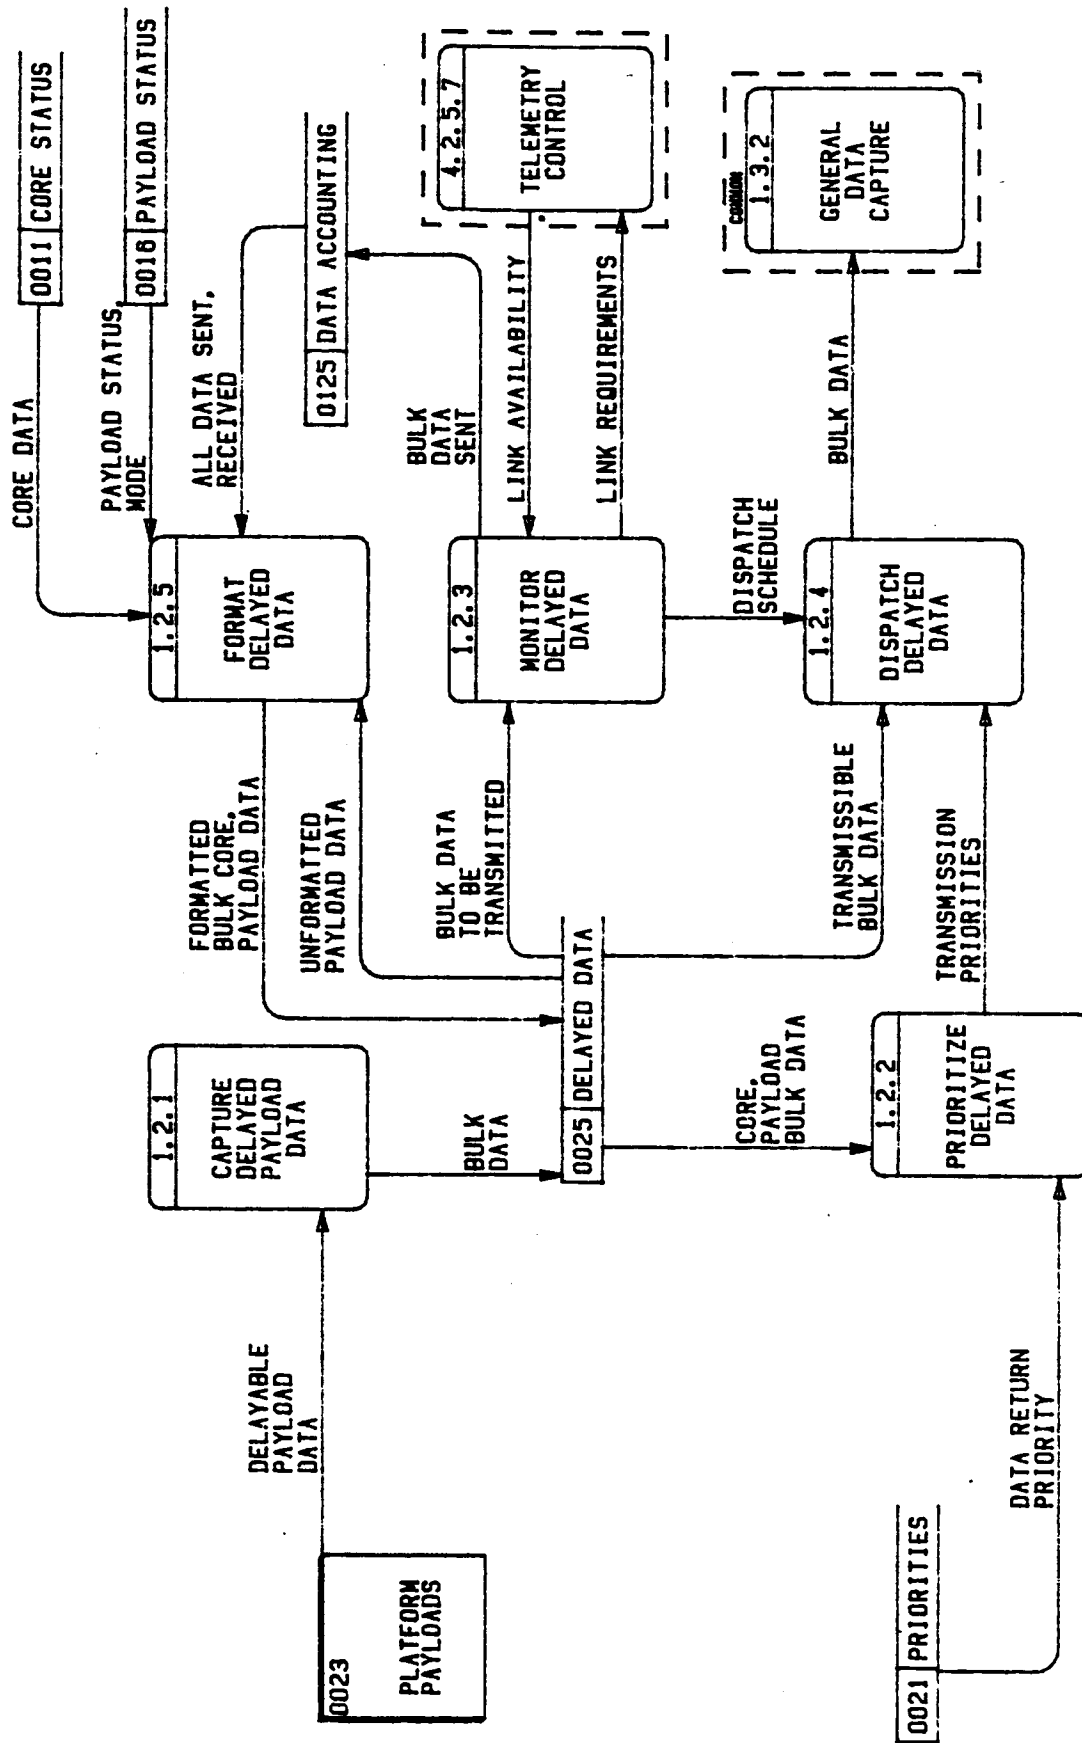 0011 CORE STATUS
CORE DATA
0016 PAYLOAD STATUS
PAYLOAD STATUS,
MODE
1.2.1
CAPTURE
DELAYED
PAYLOAD
DATA
FORMATTED
BULK CORE,
PAYLOAD DATA
1.2.5
FORMAT
DELAYED
DATA
ALL DATA SENT,
RECEIVED
DELAYABLE
PAYLOAD
DATA
UNFORMATTED
PAYLOAD DATA
0125 DATA ACCOUNTING
0023
PLATFORM
PAYLOADS
BULK
DATA
BULK DATA
TO BE
TRANSMITTED
1.2.3
MONITOR
DELAYED
DATA
BULK
DATA
SENT
4.2.5.7
TELEMETRY
CONTROL
LINK AVAILABILITY
LINK REQUIREMENTS
0025 DELAYED DATA
CORE,
PAYLOAD
BULK DATA
DISPATCH
SCHEDULE
COMMON
1.3.2
GENERAL
DATA
CAPTURE
TRANSMISSIBLE
BULK DATA
1.2.4
DISPATCH
DELAYED
DATA
BULK DATA
0021 PRIORITIES
1.2.2
PRIORITIZE
DELAYED
DATA
TRANSMISSION
PRIORITIES
DATA RETURN
PRIORITY